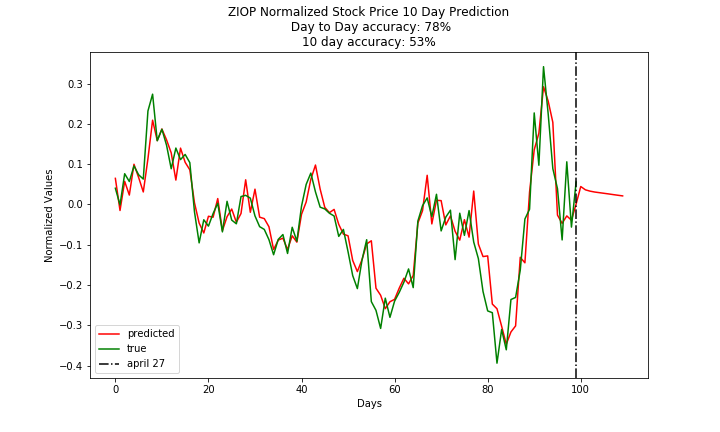 ZIOP Normalized Stock Price 10 Day Prediction
Day to Day accuracy: 78%
10 day accuracy: 53%
Normalized Values
0.3
0.2
0.1
0.0
−0.1
−0.2
−0.3
−0.4
predicted
true
april 27
0 20 40 60 80 100
Days